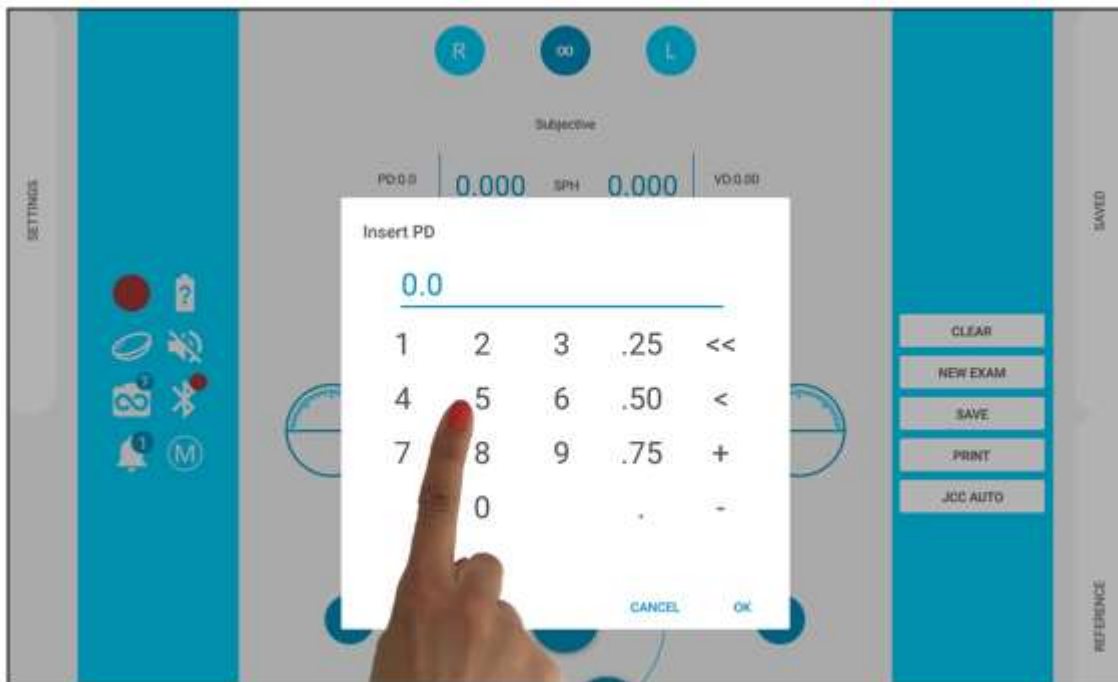 R ∞ L
Subjective
PD:0.0 0.000 SPH 0.000 VD:0.00
SETTINGS
SAVED
Insert PD
0.0
1 2 3 .25 <<
4 5 6 .50 <
7 8 9 .75 +
0 . -
CANCEL OK
?
7
1
M
CLEAR
NEW EXAM
SAVE
PRINT
JCC AUTO
REFERENCE